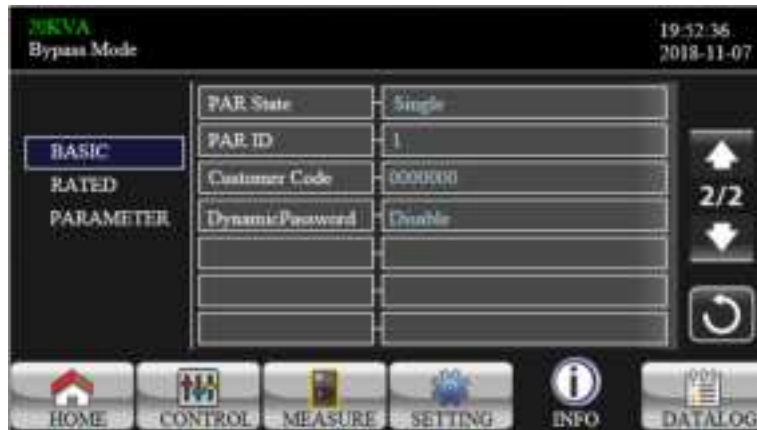 20KVA
Bypass Mode
19:52:36
2018-11-07
BASIC
RATED
PARAMETER
PAR State
Single
PAR ID
1
Customer Code
0000000
DynamicPassword
Disable
2/2
HOME
CONTROL
MEASURE
SETTING
INFO
DATALOG